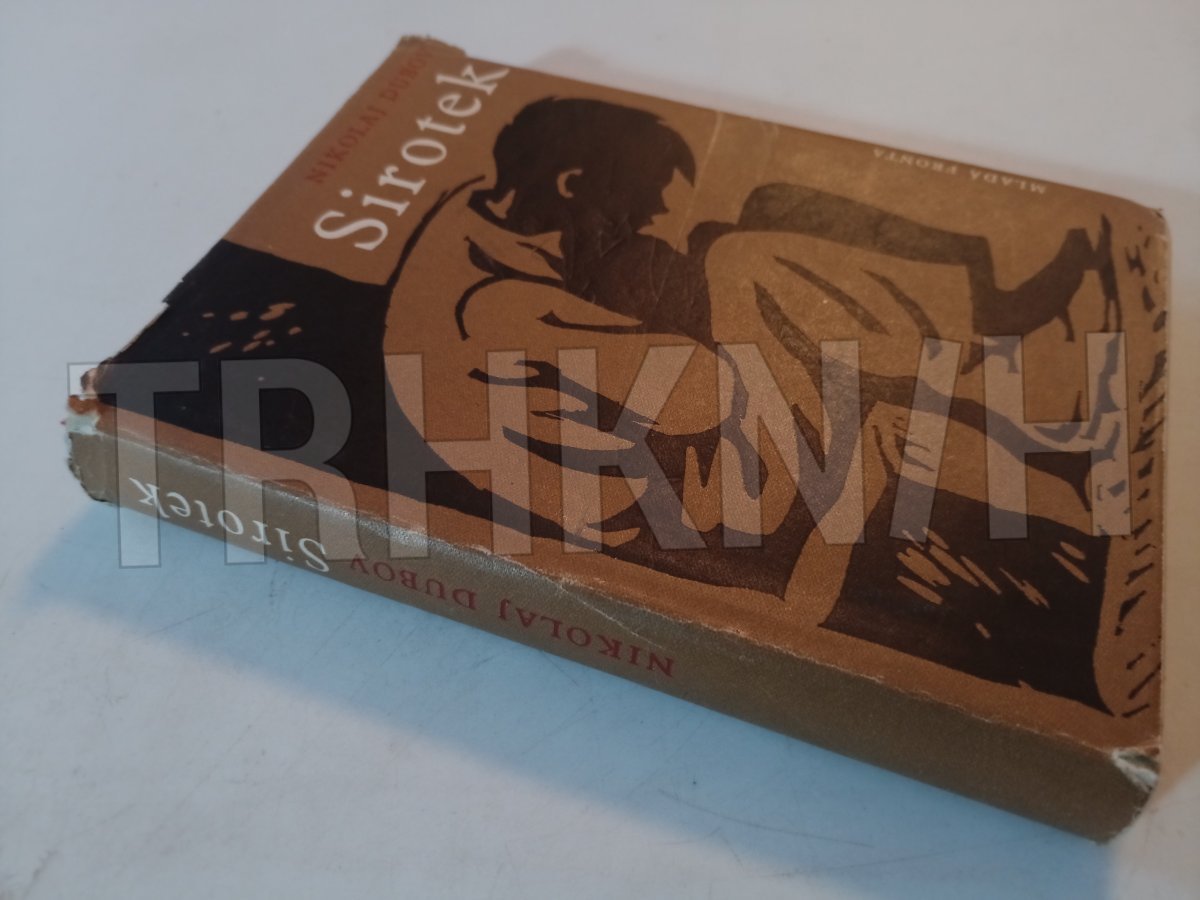 NIKOLAJ DUBOV
Sirotek
MLADÁ FRONTA
TRHKNIH
Sirotek
NIKOLAJ DUBOV